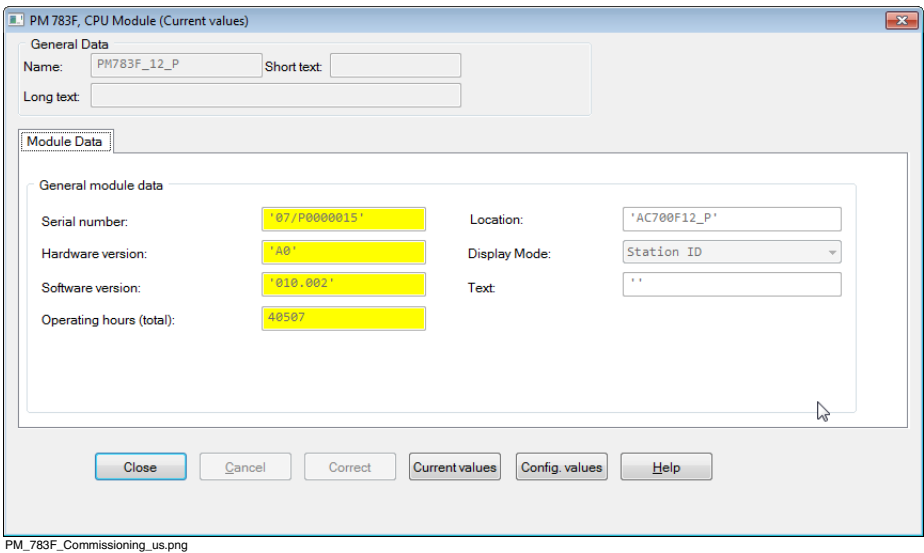 PM 783F, CPU Module (Current values)
General Data
Name: PM783F_12_P Short text:
Long text:
Module Data
General module data
Serial number: '07/P0000015' Location: 'AC700F12_P'
Hardware version: 'A0' Display Mode: Station ID
Software version: '010.002' Text: ''
Operating hours (total): 40507
Close Cancel Correct Current values Config. values Help
PM_783F_Commissioning_us.png